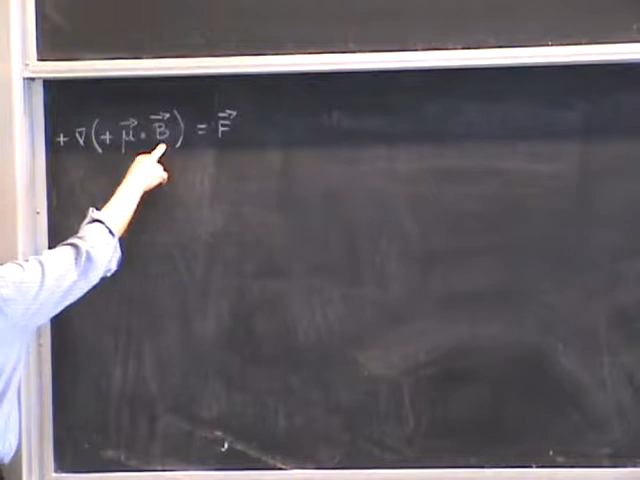 + ∇(+ μ⃗ · B⃗) = F⃗